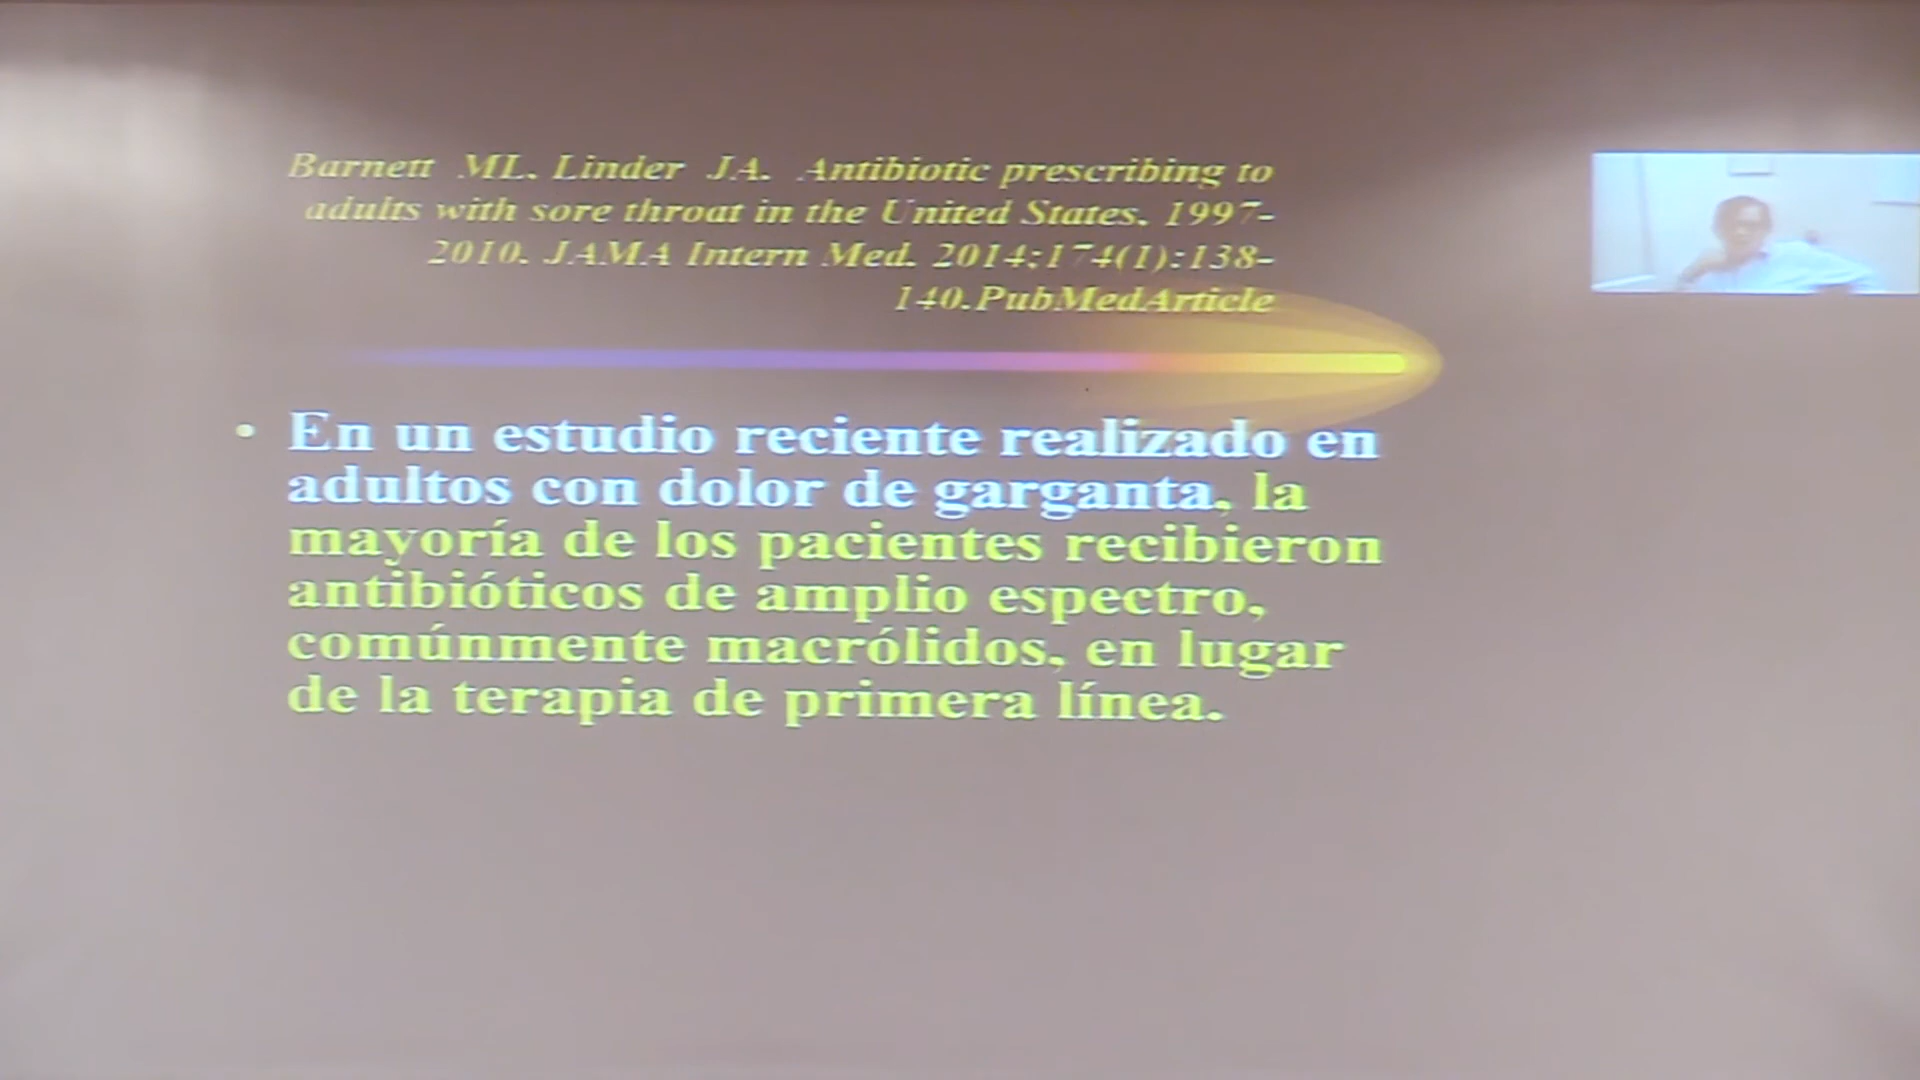 Barnett ML. Linder JA. Antibiotic prescribing to
adults with sore throat in the United States. 1997-
2010. JAMA Intern Med. 2014;174(1):138-
140.PubMedArticle
• En un estudio reciente realizado en
adultos con dolor de garganta, la
mayoría de los pacientes recibieron
antibióticos de amplio espectro,
comúnmente macrólidos, en lugar
de la terapia de primera línea.